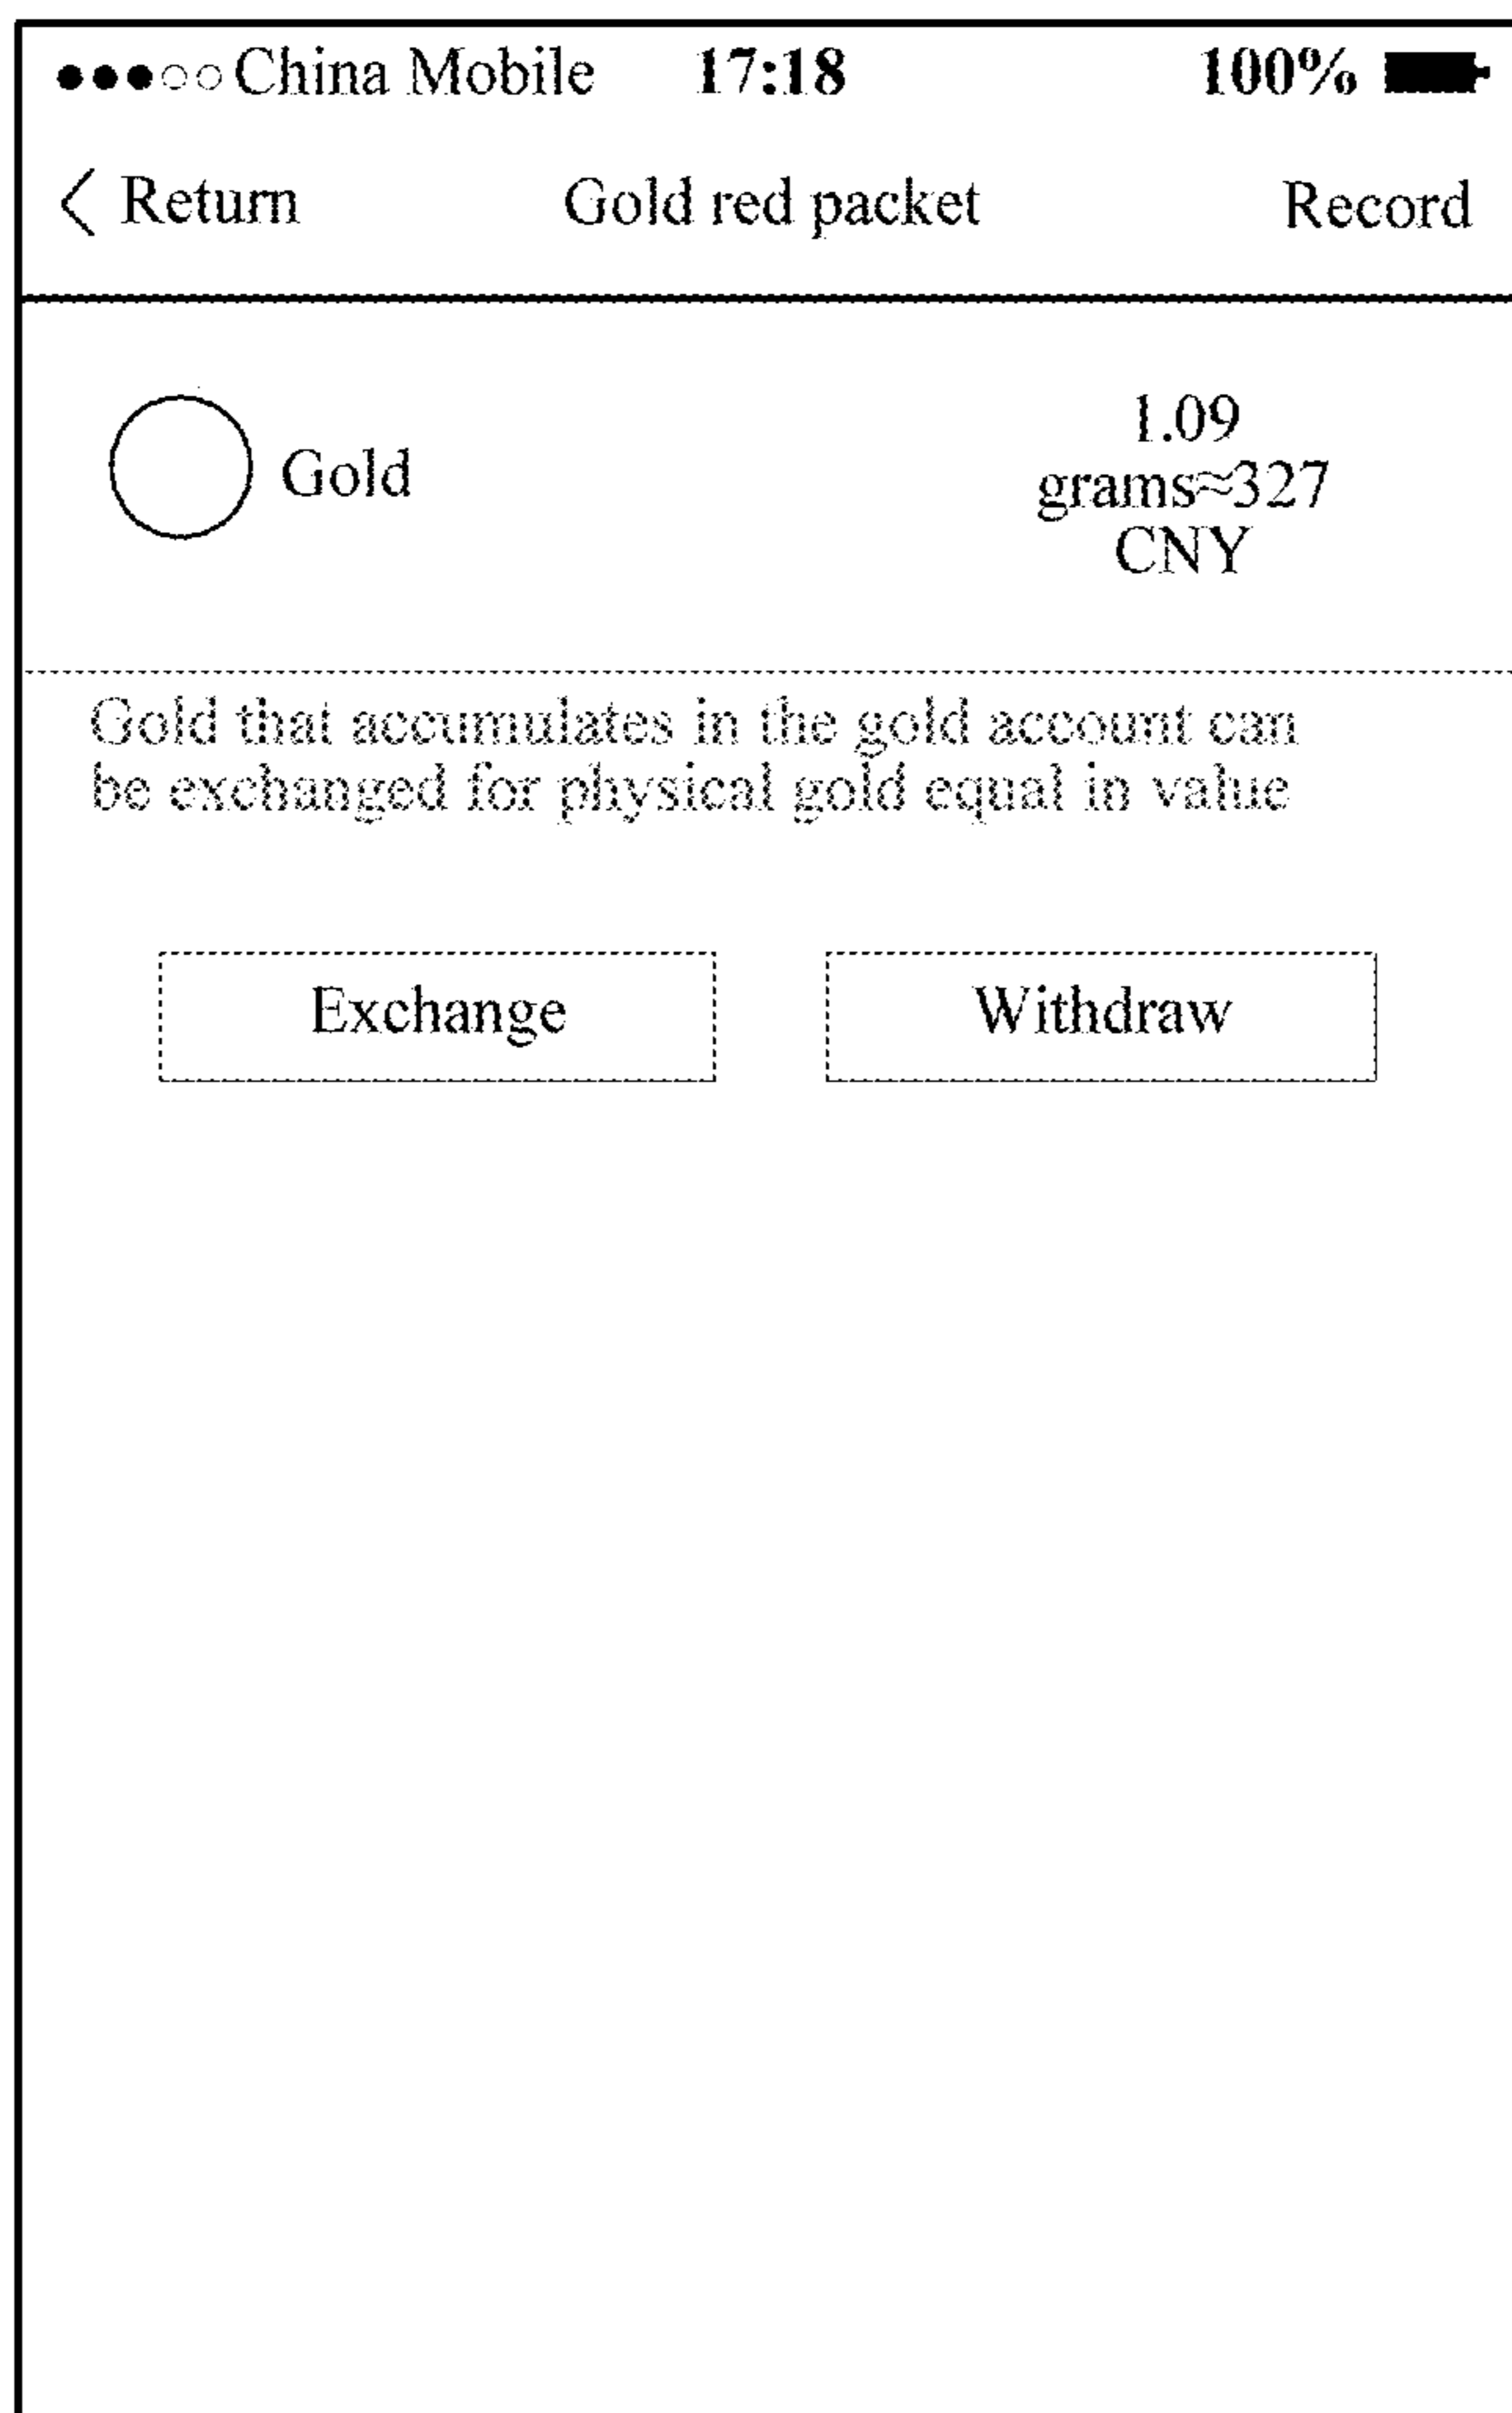 China Mobile 17:18 100%
Return Gold red packet Record
Gold
1.09
grams≈327
CNY
Gold that accumulates in the gold account can
be exchanged for physical gold equal in value
Exchange Withdraw